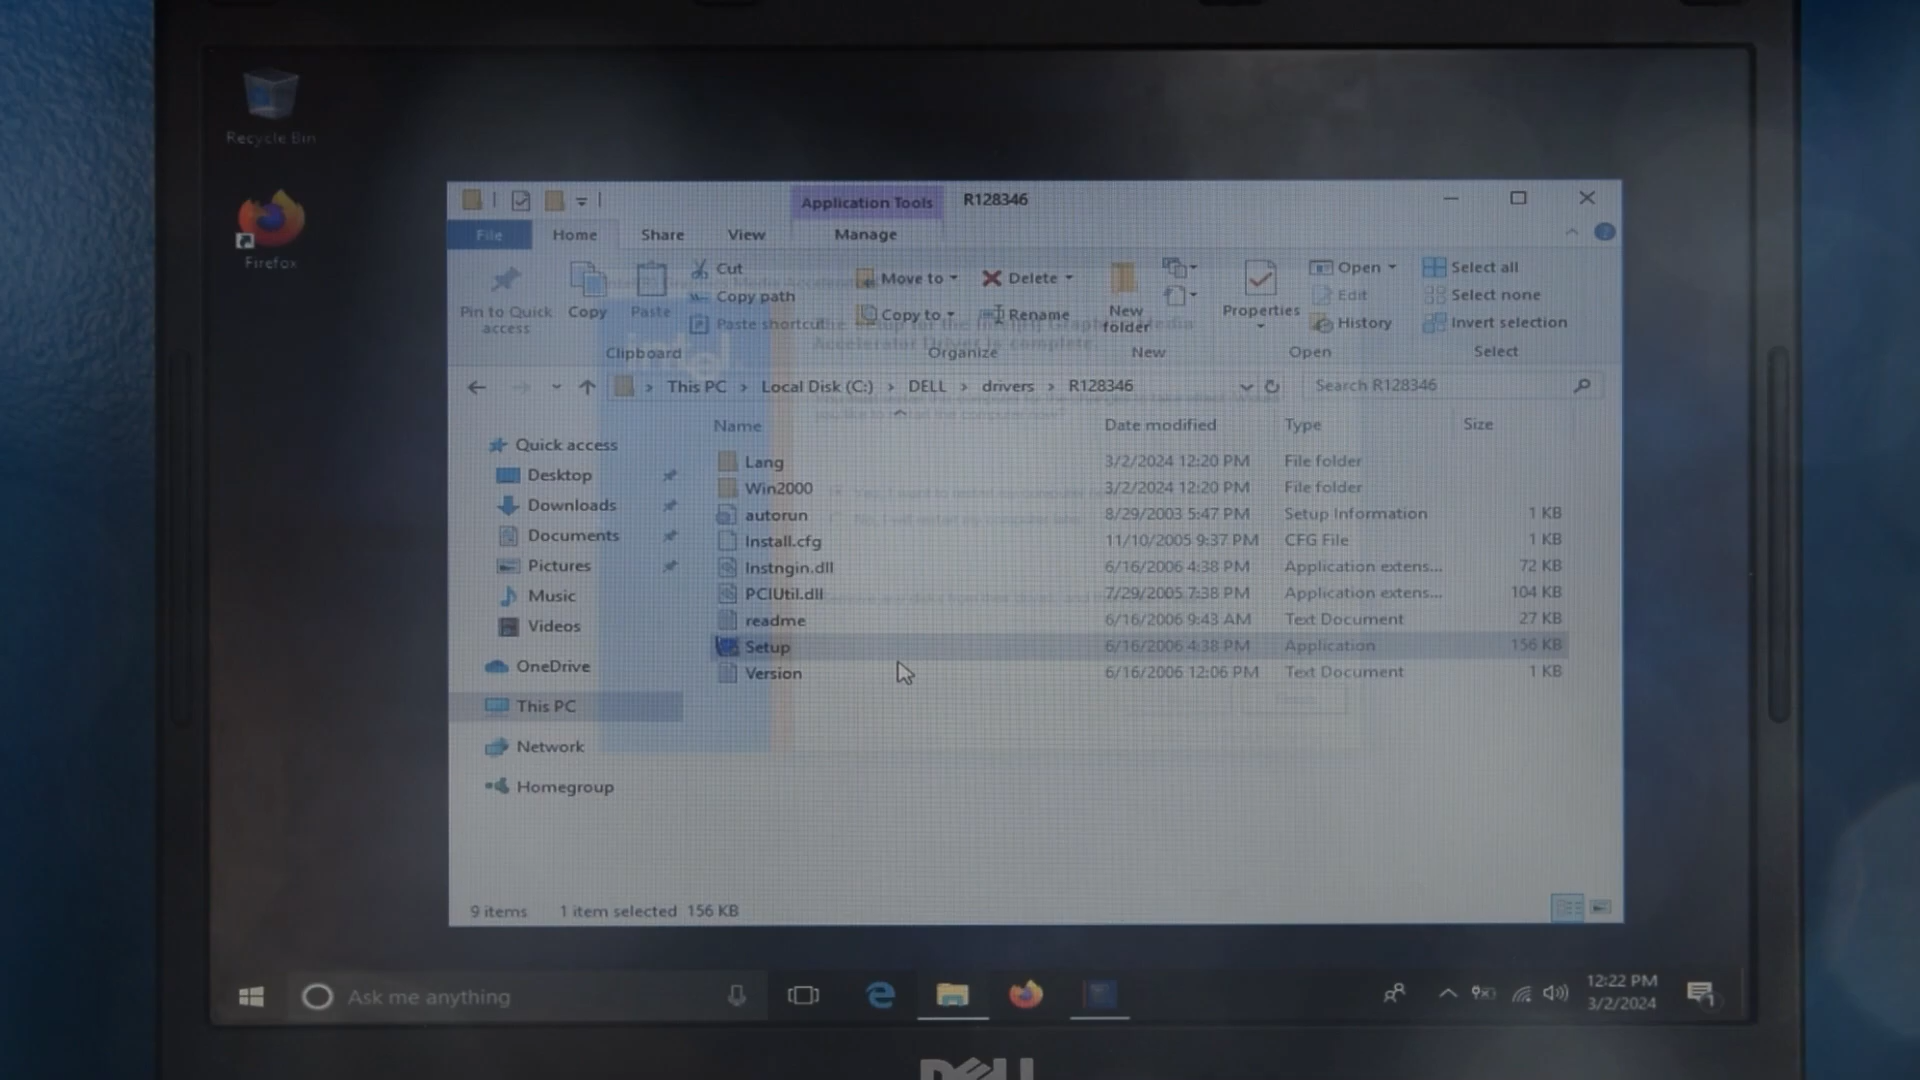 Recycle Bin
Firefox
Application Tools R128346
File Home Share View Manage
Pin to Quick access
Copy
Paste
Cut
Copy path
Paste shortcut
Clipboard
Move to
Copy to
Delete
Rename
Organize
New folder
New
Properties
Open
Edit
History
Open
Select all
Select none
Invert selection
Select
intel
Accelerator Driver is complete.
This PC > Local Disk (C:) > DELL > drivers > R128346
Search R128346
Name Date modified Type Size
Quick access
Desktop
Downloads
Documents
Pictures
Music
Videos
OneDrive
This PC
Network
Homegroup
Lang 3/2/2024 12:20 PM File folder
Win2000 3/2/2024 12:20 PM File folder
autorun 8/29/2003 5:47 PM Setup Information 1 KB
Install.cfg 11/10/2005 9:37 PM CFG File 1 KB
Instngin.dll 6/16/2006 4:38 PM Application extens... 72 KB
PCIUtil.dll 7/29/2005 7:38 PM Application extens... 104 KB
readme 6/16/2006 9:43 AM Text Document 27 KB
Setup 6/16/2006 4:38 PM Application 156 KB
Version 6/16/2006 12:06 PM Text Document 1 KB
9 items 1 item selected 156 KB
Ask me anything
12:22 PM
3/2/2024
1
DELL